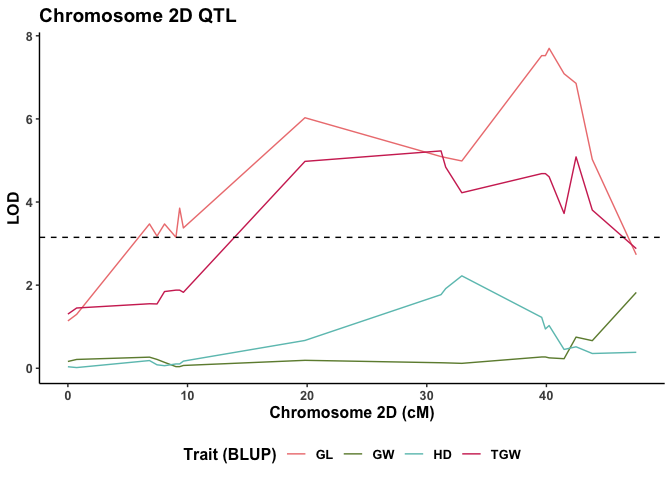 Chromosome 2D QTL
8
6
4
2
0
LOD
0 10 20 30 40
Chromosome 2D (cM)
Trait (BLUP) GL GW HD TGW